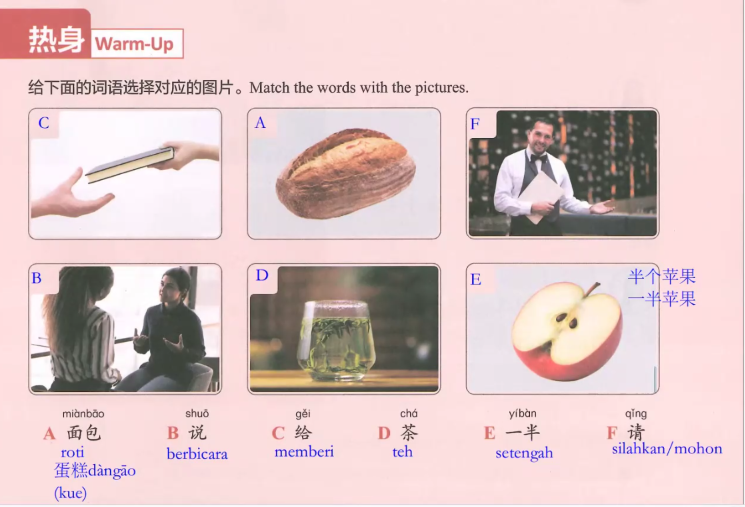 热身 Warm-Up
给下面的词语选择对应的图片。Match the words with the pictures.
C
A
F
B
D
E
半个苹果
一半苹果
miànbāo
shuō
gěi
chá
yíbàn
qǐng
A 面包
B 说
C 给
D 茶
E 一半
F 请
roti
berbicara
memberi
teh
setengah
silahkan/mohon
蛋糕dàngāo
(kue)